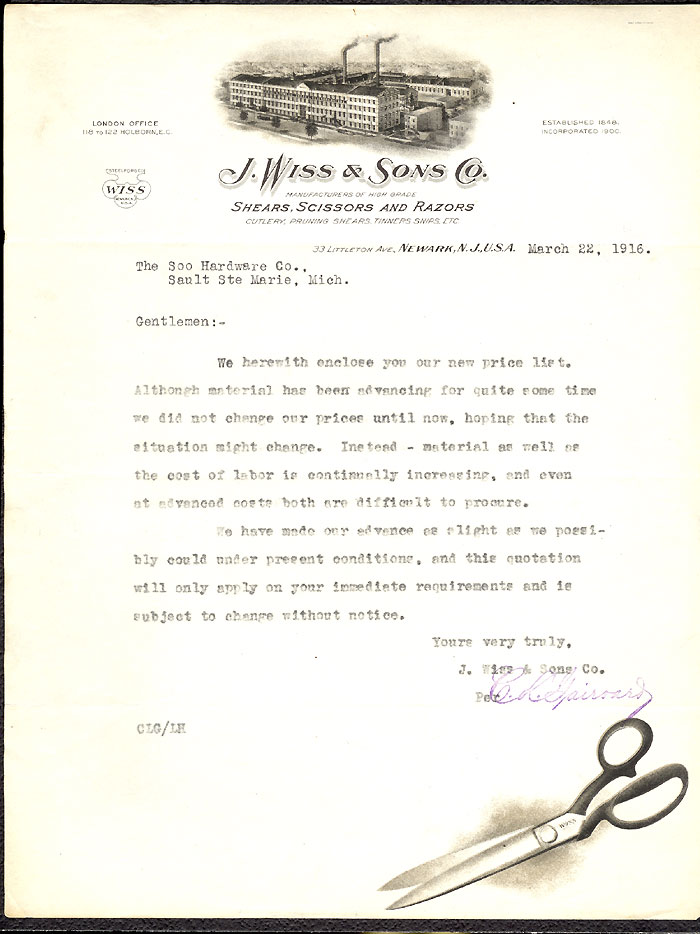 LONDON OFFICE
118 TO 122 HOLBORN, E.C.
ESTABLISHED 1848.
INCORPORATED 1900.
WISS
NEWARK
U.S.A.
J. WISS & SONS CO.
MANUFACTURERS OF HIGH GRADE
SHEARS, SCISSORS AND RAZORS
CUTLERY, PRUNING SHEARS, TINNERS SNIPS, ETC.
33 LITTLETON AVE, NEWARK, N.J., U.S.A. March 22, 1916.
The Soo Hardware Co.,
Sault Ste Marie, Mich.
Gentlemen:-
We herewith enclose you our new price list.
Although material has been advancing for quite some time
we did not change our prices until now, hoping that the
situation might change. Instead - material as well as
the cost of labor is continually increasing, and even
at advanced costs both are difficult to procure.
We have made our advance as slight as we possi-
bly could under present conditions, and this quotation
will only apply on your immediate requirements and is
subject to change without notice.
Yours very truly,
J. Wiss & Sons Co.
Per
CLG/LH
WISS